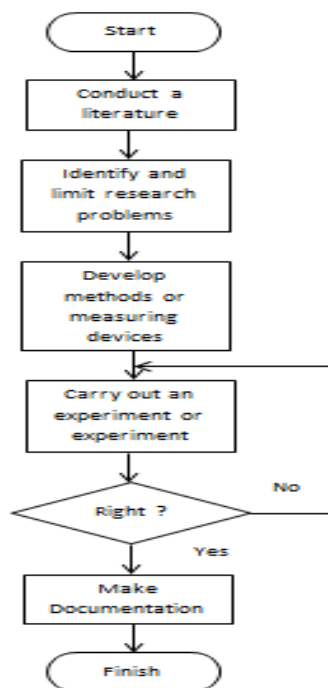 Start
Conduct a
literature
Identify and
limit research
problems
Develop
methods or
measuring
devices
Carry out an
experiment or
experiment
Right ?
No
Yes
Make
Documentation
Finish